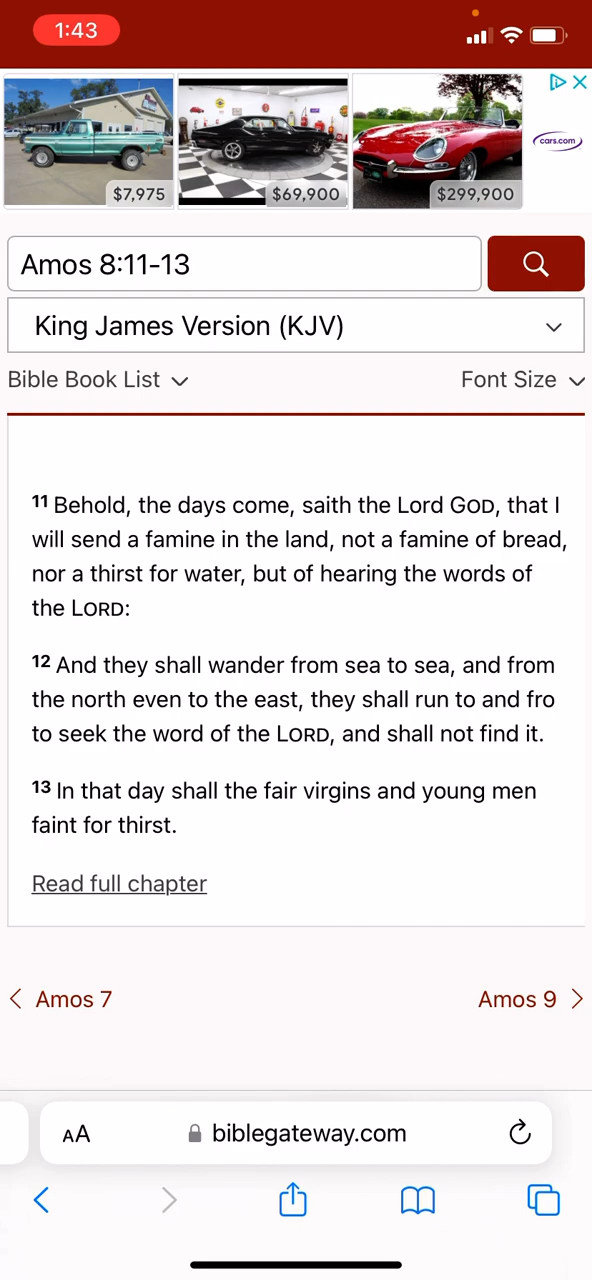 1:43
$7,975
$69,900
$299,900
cars.com
Amos 8:11-13
King James Version (KJV)
Bible Book List
Font Size
11 Behold, the days come, saith the Lord GOD, that I
will send a famine in the land, not a famine of bread,
nor a thirst for water, but of hearing the words of
the LORD:
12 And they shall wander from sea to sea, and from
the north even to the east, they shall run to and fro
to seek the word of the LORD, and shall not find it.
13 In that day shall the fair virgins and young men
faint for thirst.
Read full chapter
Amos 7
Amos 9
AA
biblegateway.com